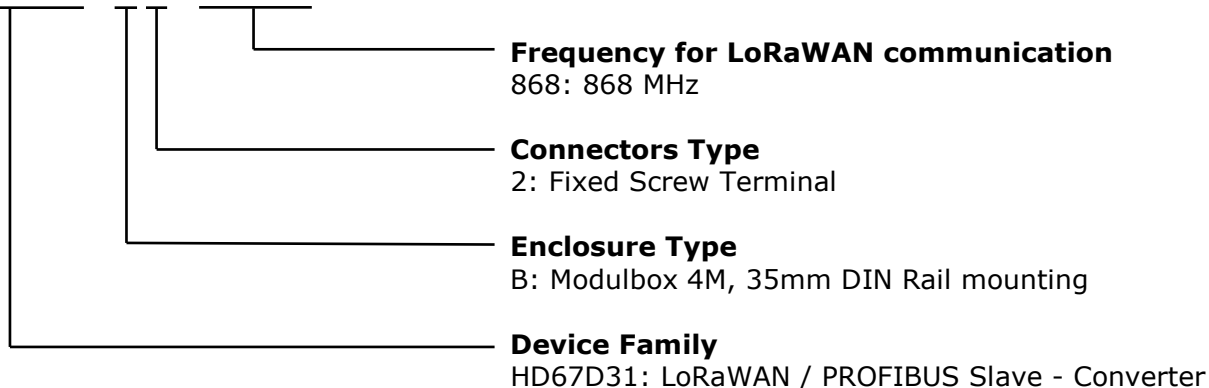 Frequency for LoRaWAN communication
868: 868 MHz
Connectors Type
2: Fixed Screw Terminal
Enclosure Type
B: Modulbox 4M, 35mm DIN Rail mounting
Device Family
HD67D31: LoRaWAN / PROFIBUS Slave - Converter